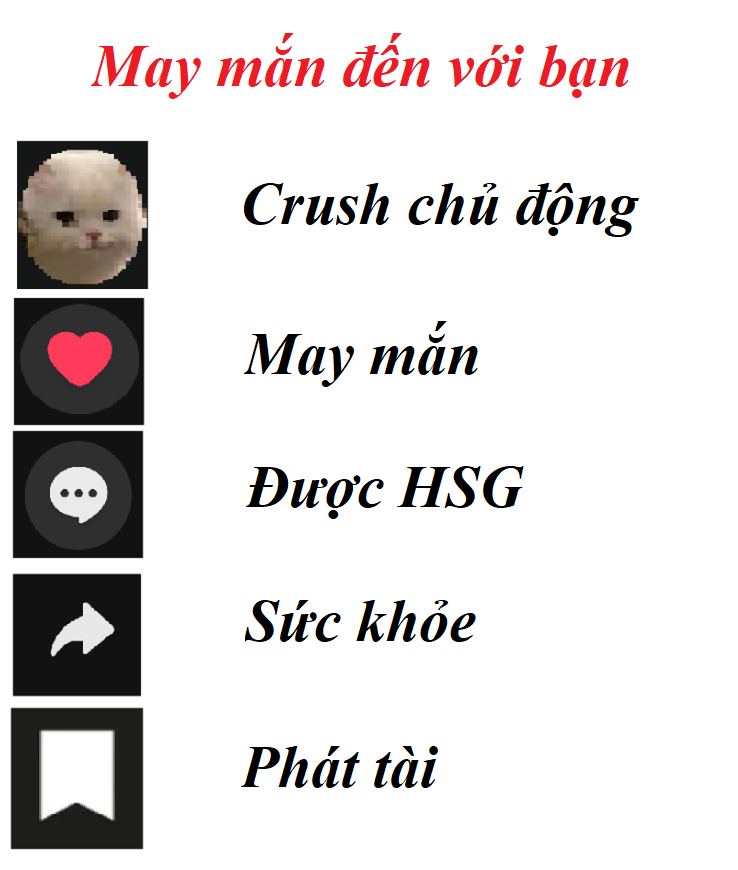 May mắn đến với bạn
Crush chủ động
May mắn
Được HSG
Sức khỏe
Phát tài